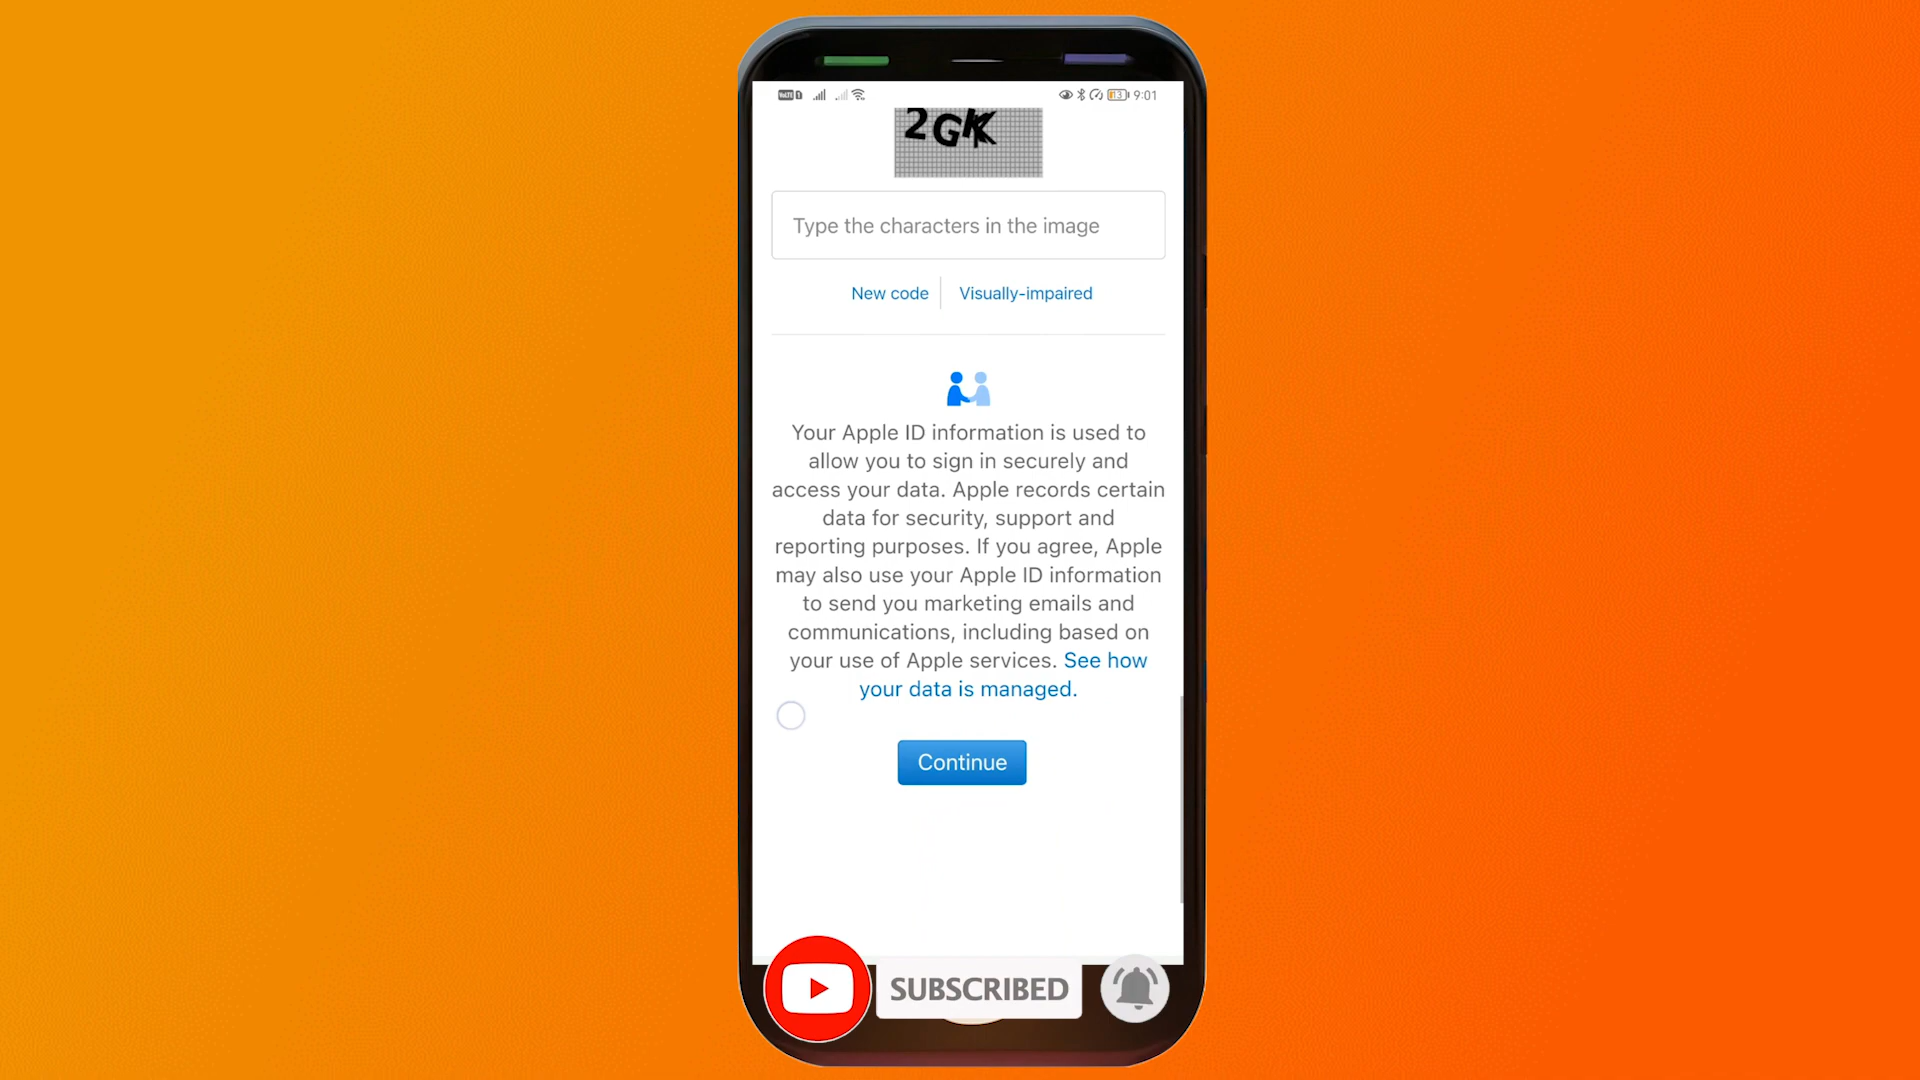 9:01
2GKK
Type the characters in the image
New code
Visually-impaired
Your Apple ID information is used to
allow you to sign in securely and
access your data. Apple records certain
data for security, support and
reporting purposes. If you agree, Apple
may also use your Apple ID information
to send you marketing emails and
communications, including based on
your use of Apple services. See how
your data is managed.
Continue
SUBSCRIBED